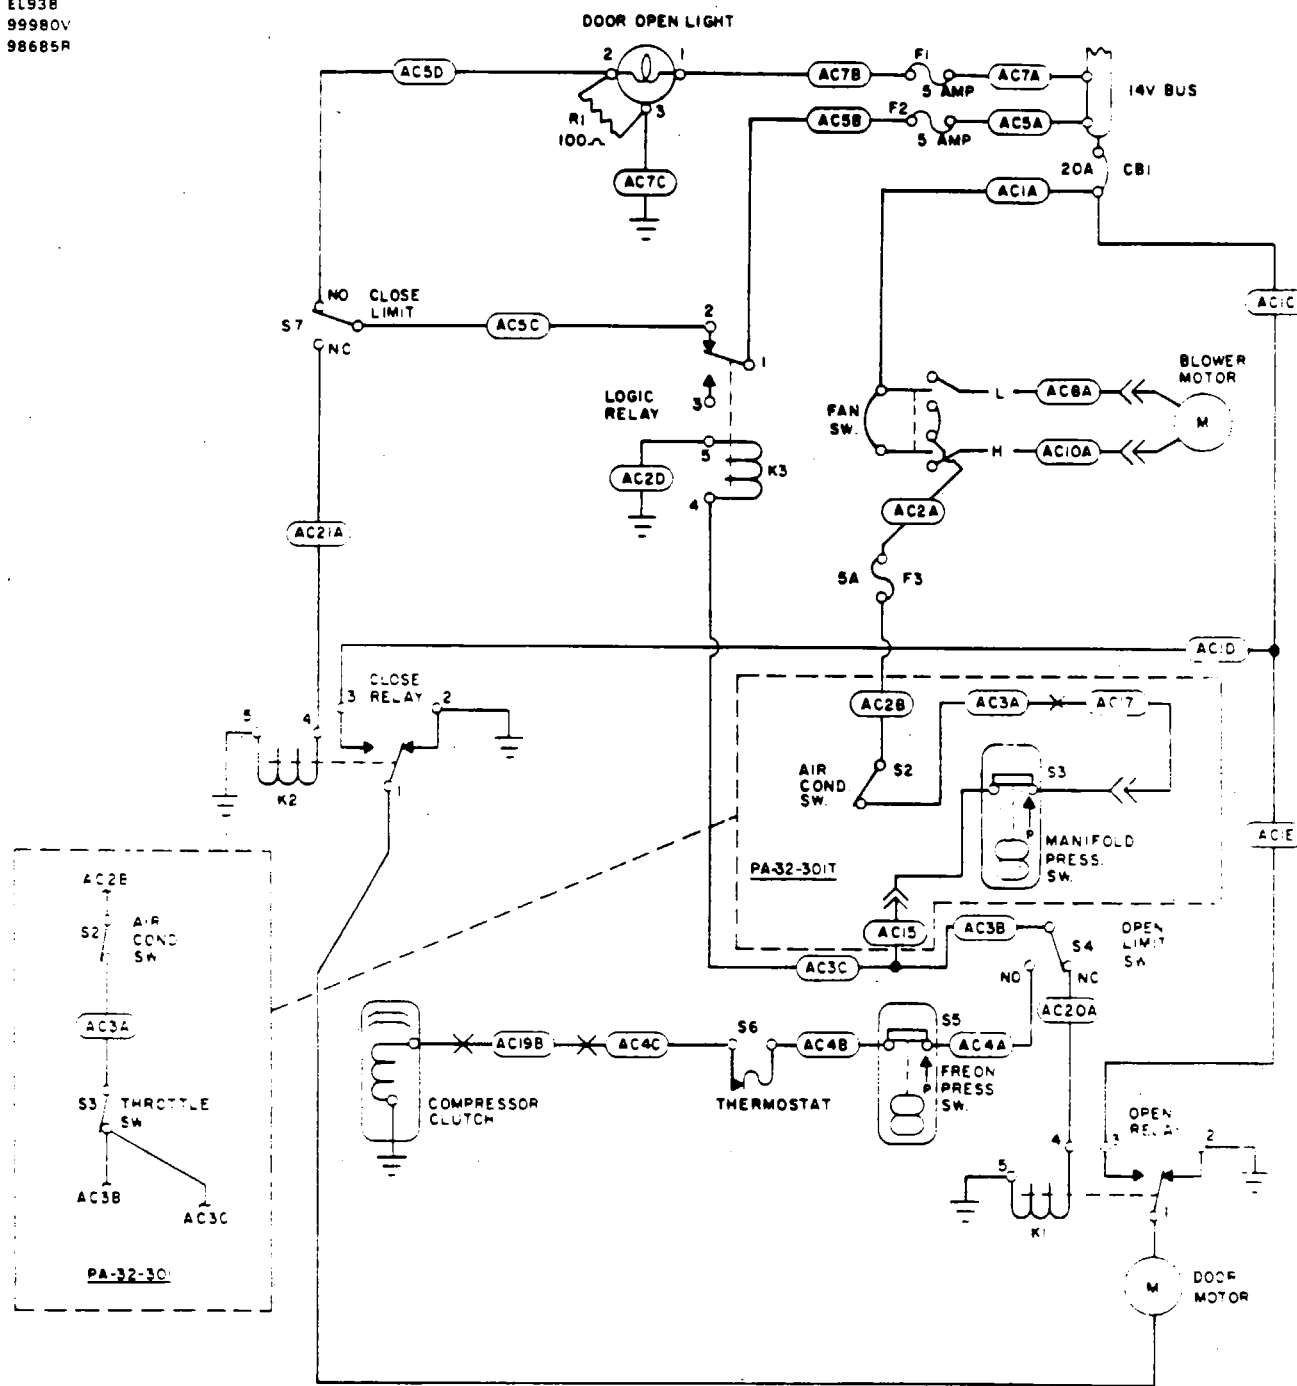 EL938
99980V
98685R
DOOR OPEN LIGHT
AC5D
2
1
AC7B
F1
5 AMP
AC7A
14V BUS
R1
100
3
AC5B
F2
5 AMP
AC5A
AC7C
20A
CB1
AC1A
AC1C
NO
CLOSE
LIMIT
S7
NC
AC5C
2
1
LOGIC
RELAY
3
BLOWER
MOTOR
FAN
SW.
L
AC8A
M
H
AC10A
5
AC2D
K3
4
AC2A
AC21A
5A
F3
AC1D
CLOSE
RELAY
3
2
5
4
K2
1
AC2B
AC3A
AC17
AIR
COND.
SW.
S2
S3
P
MANIFOLD
PRESS.
SW.
AC1E
PA-32-301T
AC15
AC3B
OPEN
LIMIT
SW
S4
AC3C
NO
NC
AC20A
AC2B
S2
AIR
COND
SW
AC3A
S3
THROTTLE
SW
AC3B
AC3C
PA-32-301
AC19B
AC4C
S6
AC4B
S5
AC4A
COMPRESSOR
CLUTCH
THERMOSTAT
P
FREON
PRESS
SW.
OPEN
RELAY
4
3
2
5
K1
1
M
DOOR
MOTOR